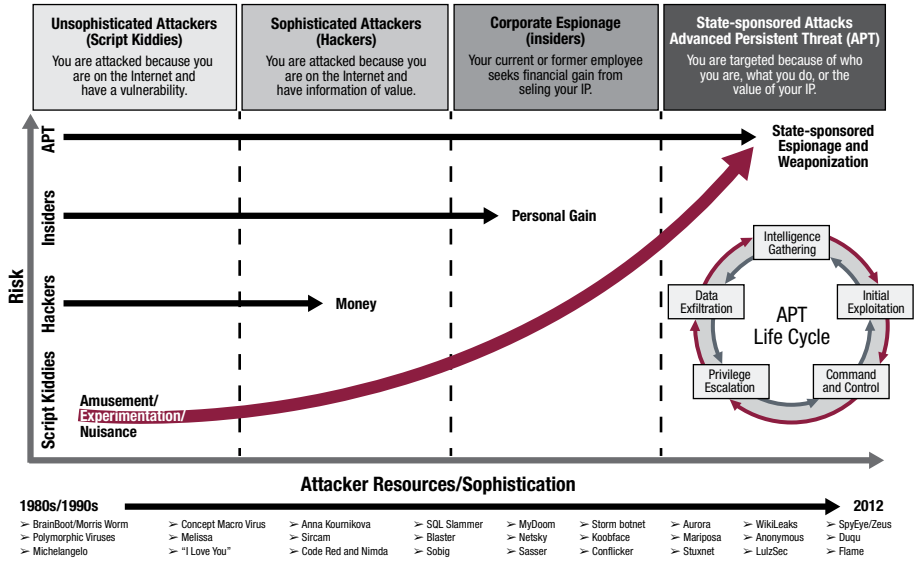 Unsophisticated Attackers
(Script Kiddies)
You are attacked because you
are on the Internet and
have a vulnerability.
Sophisticated Attackers
(Hackers)
You are attacked because you
are on the Internet and
have information of value.
Corporate Espionage
(insiders)
Your current or former employee
seeks financial gain from
seling your IP.
State-sponsored Attacks
Advanced Persistent Threat (APT)
You are targeted because of who
you are, what you do, or the
value of your IP.
Risk
APT
Insiders
Hackers
Script Kiddies
State-sponsored
Espionage and
Weaponization
Personal Gain
Money
Amusement/
Experimentation/
Nuisance
APT
Life Cycle
Intelligence
Gathering
Initial
Exploitation
Command
and Control
Privilege
Escalation
Data
Exfiltration
Attacker Resources/Sophistication
1980s/1990s
2012
➢ BrainBoot/Morris Worm
➢ Polymorphic Viruses
➢ Michelangelo
➢ Concept Macro Virus
➢ Melissa
➢ "I Love You"
➢ Anna Kournikova
➢ Sircam
➢ Code Red and Nimda
➢ SQL Slammer
➢ Blaster
➢ Sobig
➢ MyDoom
➢ Netsky
➢ Sasser
➢ Storm botnet
➢ Koobface
➢ Conflicker
➢ Aurora
➢ Mariposa
➢ Stuxnet
➢ WikiLeaks
➢ Anonymous
➢ LulzSec
➢ SpyEye/Zeus
➢ Duqu
➢ Flame